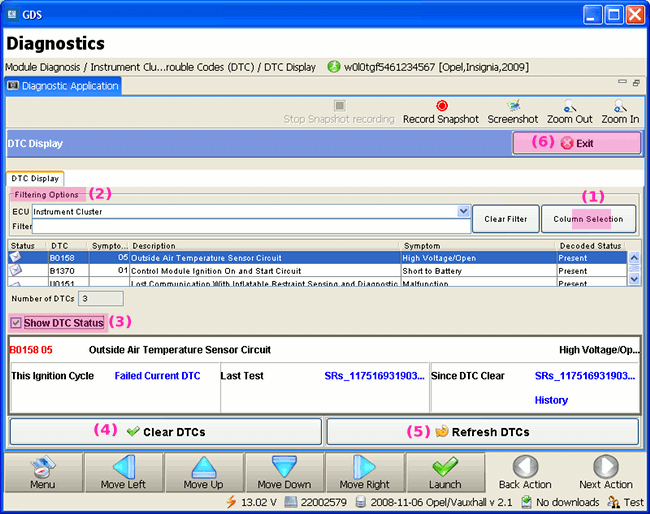 GDS
Diagnostics
Module Diagnosis / Instrument Clu...rouble Codes (DTC) / DTC Display w0l0tgf5461234567 [Opel,Insignia,2009]
Diagnostic Application
Stop Snapshot recording Record Snapshot Screenshot Zoom Out Zoom In
DTC Display (6) Exit
DTC Display
Filtering Options (2) (1)
ECU Instrument Cluster Clear Filter Column Selection
Filter
Status DTC Sympto... Description Symptom Decoded Status
B0158 05 Outside Air Temperature Sensor Circuit High Voltage/Open Present
B1370 01 Control Module Ignition On and Start Circuit Short to Battery Present
U0151 Lost Communication With Inflatable Restraint Sensing and Diagnostic Malfunction Present
Number of DTCs 3
Show DTC Status (3)
B0158 05 Outside Air Temperature Sensor Circuit High Voltage/Op...
This Ignition Cycle Failed Current DTC Last Test SRs_117516931903... Since DTC Clear SRs_117516931903...
History
(4) Clear DTCs (5) Refresh DTCs
Menu Move Left Move Up Move Down Move Right Launch Back Action Next Action
13.02 V 22002579 2008-11-06 Opel/Vauxhall v 2.1 No downloads Test